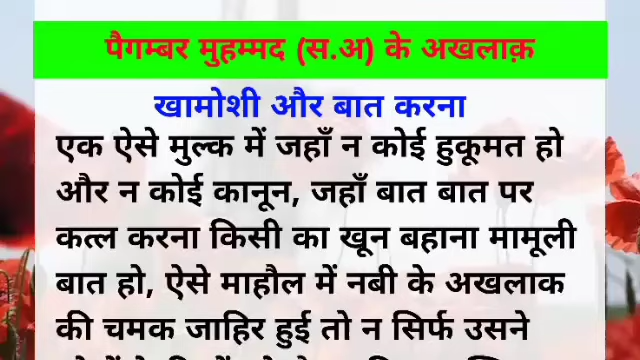 पैगम्बर मुहम्मद (स.अ) के अखलाक़
खामोशी और बात करना
एक ऐसे मुल्क में जहाँ न कोई हुकूमत हो
और न कोई कानून, जहाँ बात बात पर
कत्ल करना किसी का खून बहाना मामूली
बात हो, ऐसे माहौल में नबी के अखलाक
की चमक जाहिर हुई तो न सिर्फ उसने